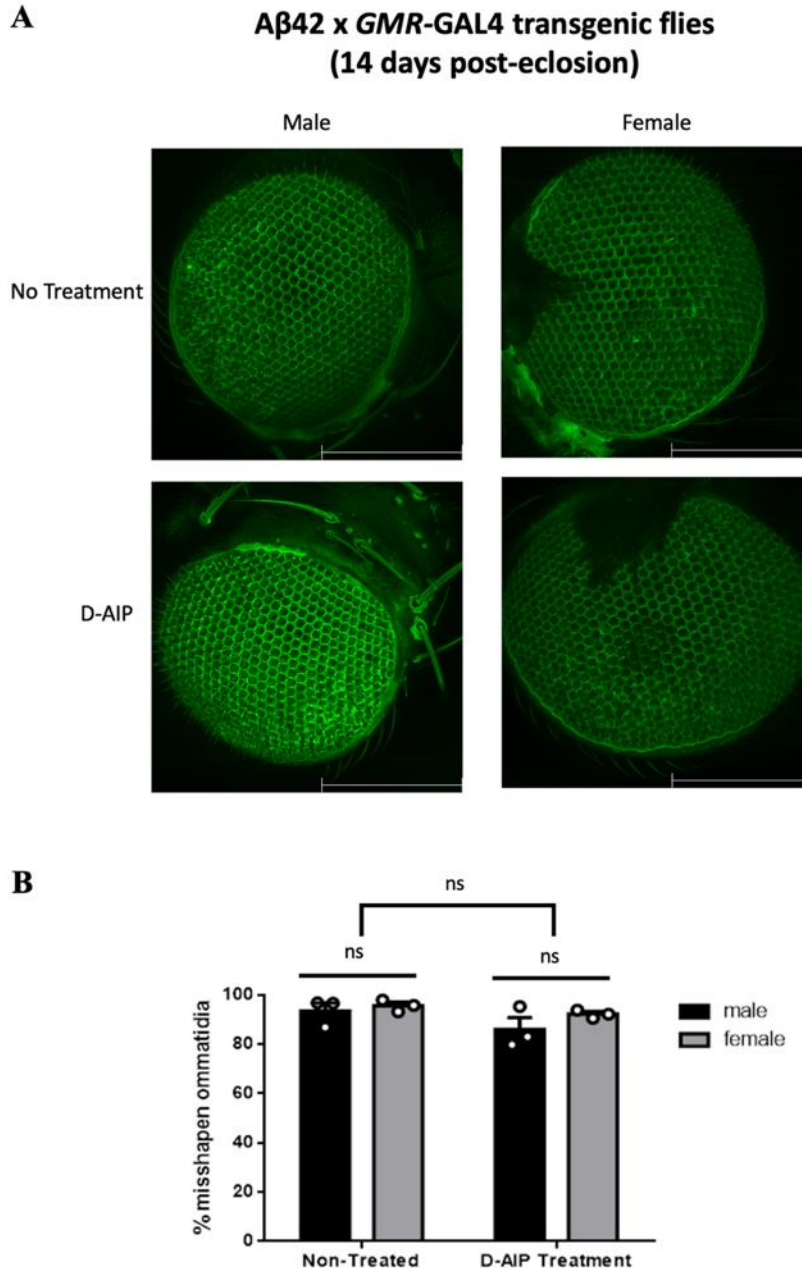 A
Aβ42 x GMR-GAL4 transgenic flies
(14 days post-eclosion)
Male
Female
No Treatment
D-AIP
B
ns
ns
ns
100
80
60
40
20
0
% misshapen ommatidia
Non-Treated
D-AIP Treatment
male
female